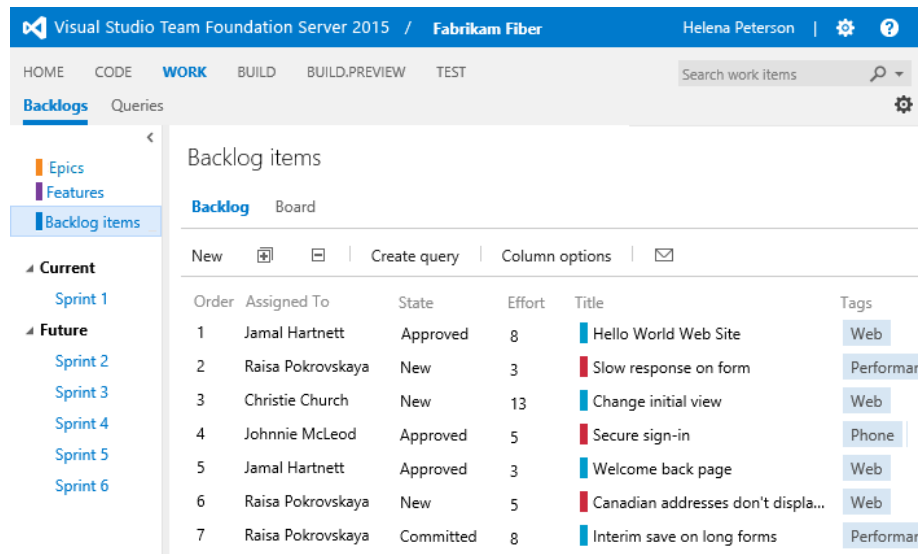 Visual Studio Team Foundation Server 2015 / Fabrikam Fiber Helena Peterson | ?
HOME CODE WORK BUILD BUILD.PREVIEW TEST Search work items
Backlogs Queries
Epics
Features
Backlog items
Current
Sprint 1
Future
Sprint 2
Sprint 3
Sprint 4
Sprint 5
Sprint 6
Backlog items
Backlog Board
New Create query Column options
Order Assigned To State Effort Title Tags
1 Jamal Hartnett Approved 8 Hello World Web Site Web
2 Raisa Pokrovskaya New 3 Slow response on form Performan
3 Christie Church New 13 Change initial view Web
4 Johnnie McLeod Approved 5 Secure sign-in Phone
5 Jamal Hartnett Approved 3 Welcome back page Web
6 Raisa Pokrovskaya New 5 Canadian addresses don't displa... Web
7 Raisa Pokrovskaya Committed 8 Interim save on long forms Performan